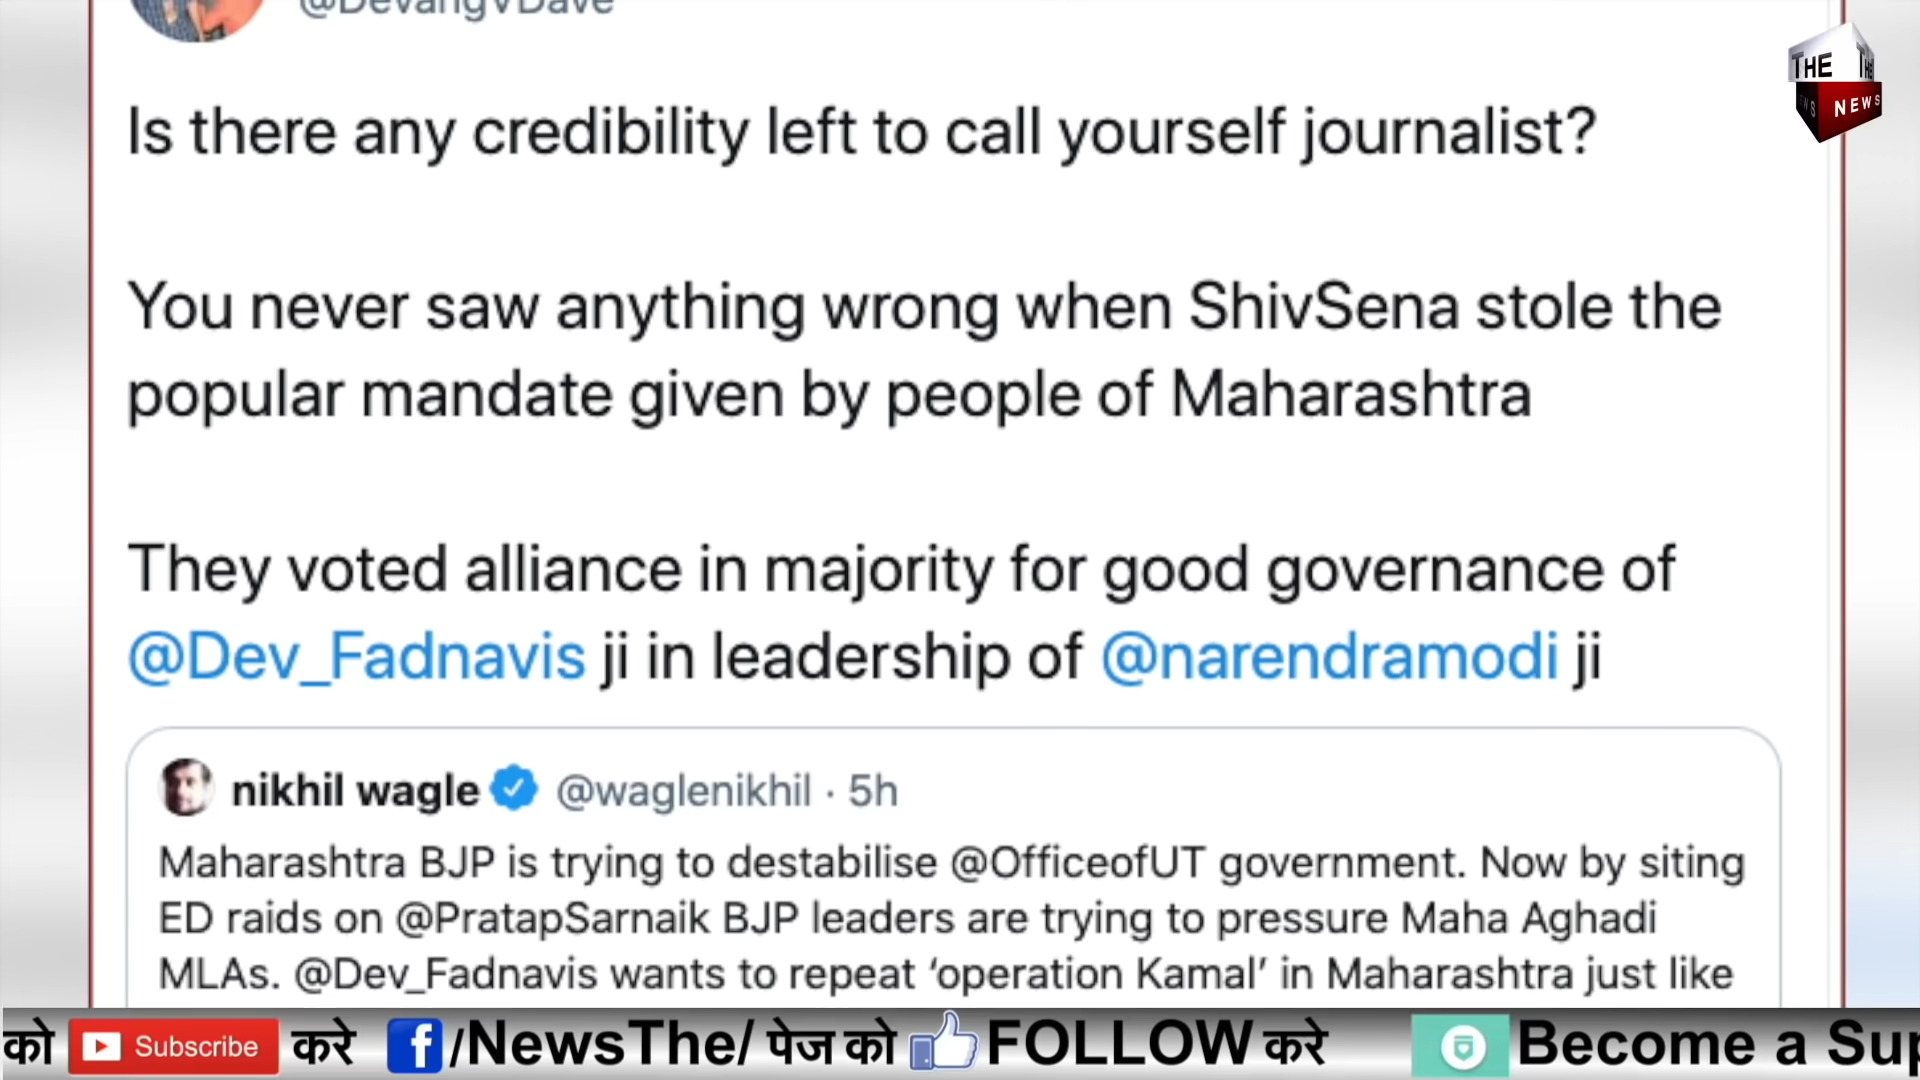 @DevangVDave
THE
NEWS
Is there any credibility left to call yourself journalist?
You never saw anything wrong when ShivSena stole the
popular mandate given by people of Maharashtra
They voted alliance in majority for good governance of
@Dev_Fadnavis ji in leadership of @narendramodi ji
nikhil wagle @waglenikhil · 5h
Maharashtra BJP is trying to destabilise @OfficeofUT government. Now by siting
ED raids on @PratapSarnaik BJP leaders are trying to pressure Maha Aghadi
MLAs. @Dev_Fadnavis wants to repeat ‘operation Kamal’ in Maharashtra just like
को Subscribe करे f/NewsThe/ पेज को FOLLOW करे Become a Sup